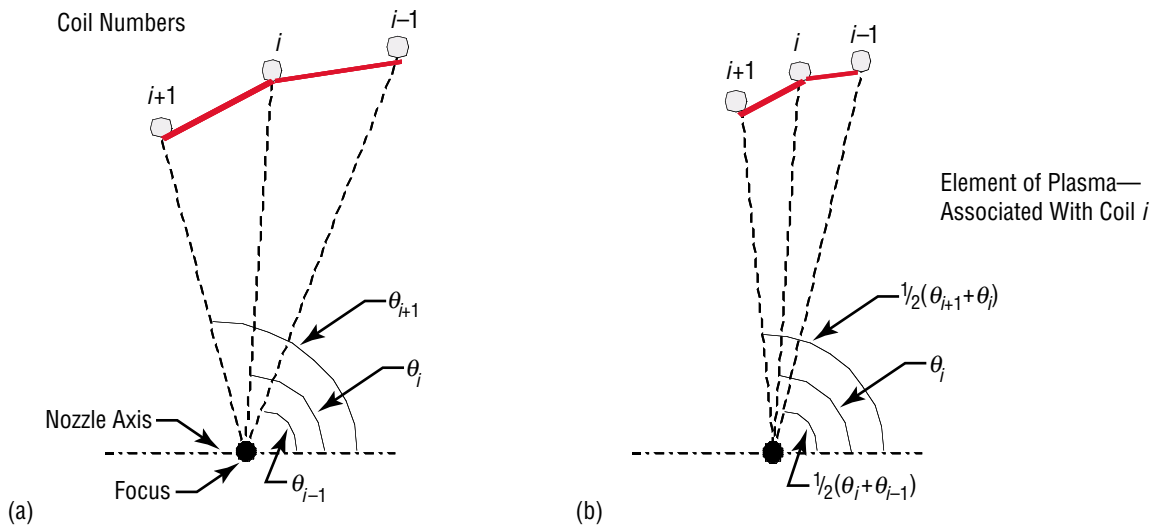 Coil Numbers
i–1
i
i+1
θi+1
θi
Nozzle Axis
Focus
θi–1
(a)
i–1
i
i+1
Element of Plasma—
Associated With Coil i
½(θi+1+θi)
θi
½(θi+θi–1)
(b)